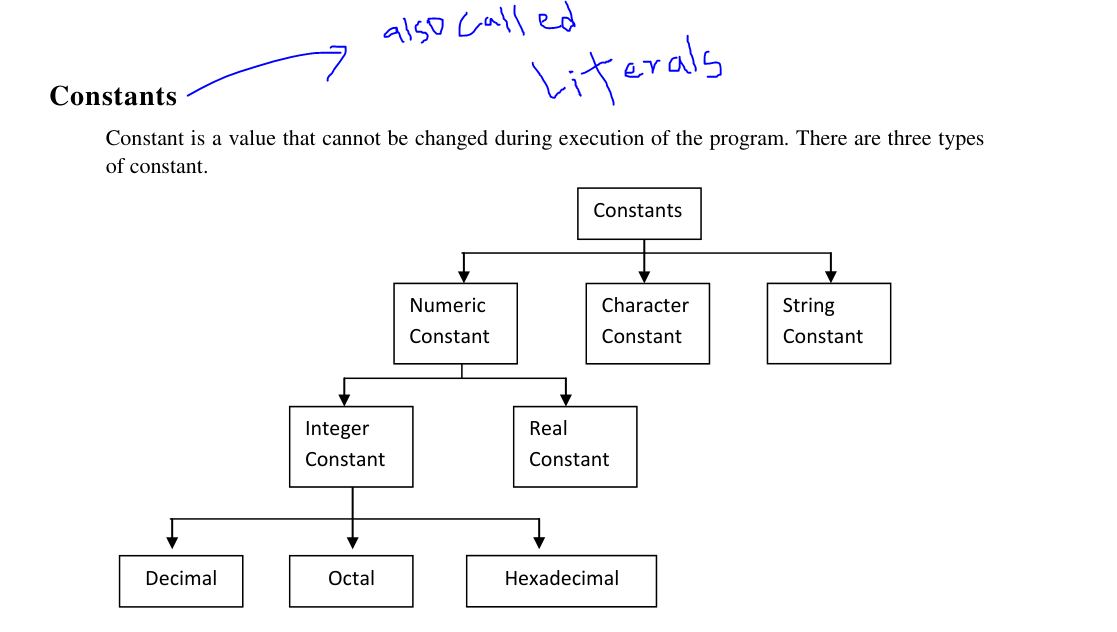 also called
Literals
Constants
Constant is a value that cannot be changed during execution of the program. There are three types
of constant.
Constants
Numeric
Constant
Character
Constant
String
Constant
Integer
Constant
Real
Constant
Decimal
Octal
Hexadecimal